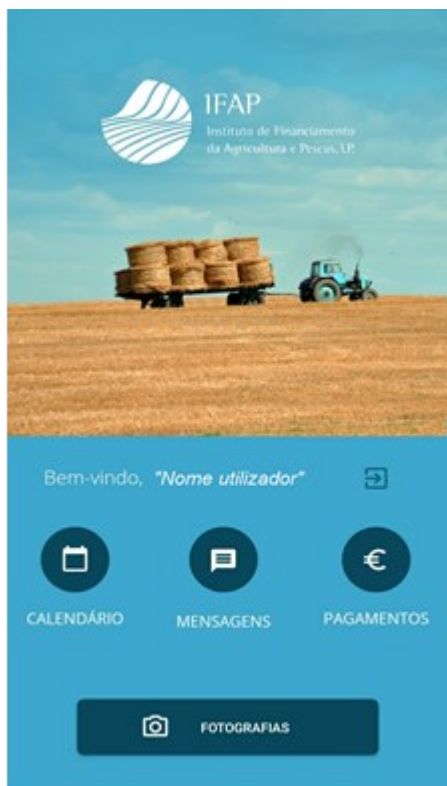 IFAP
Instituto de Financiamento
da Agricultura e Pescas, I.P.
Bem-vindo, "Nome utilizador"
CALENDÁRIO
MENSAGENS
PAGAMENTOS
FOTOGRAFIAS